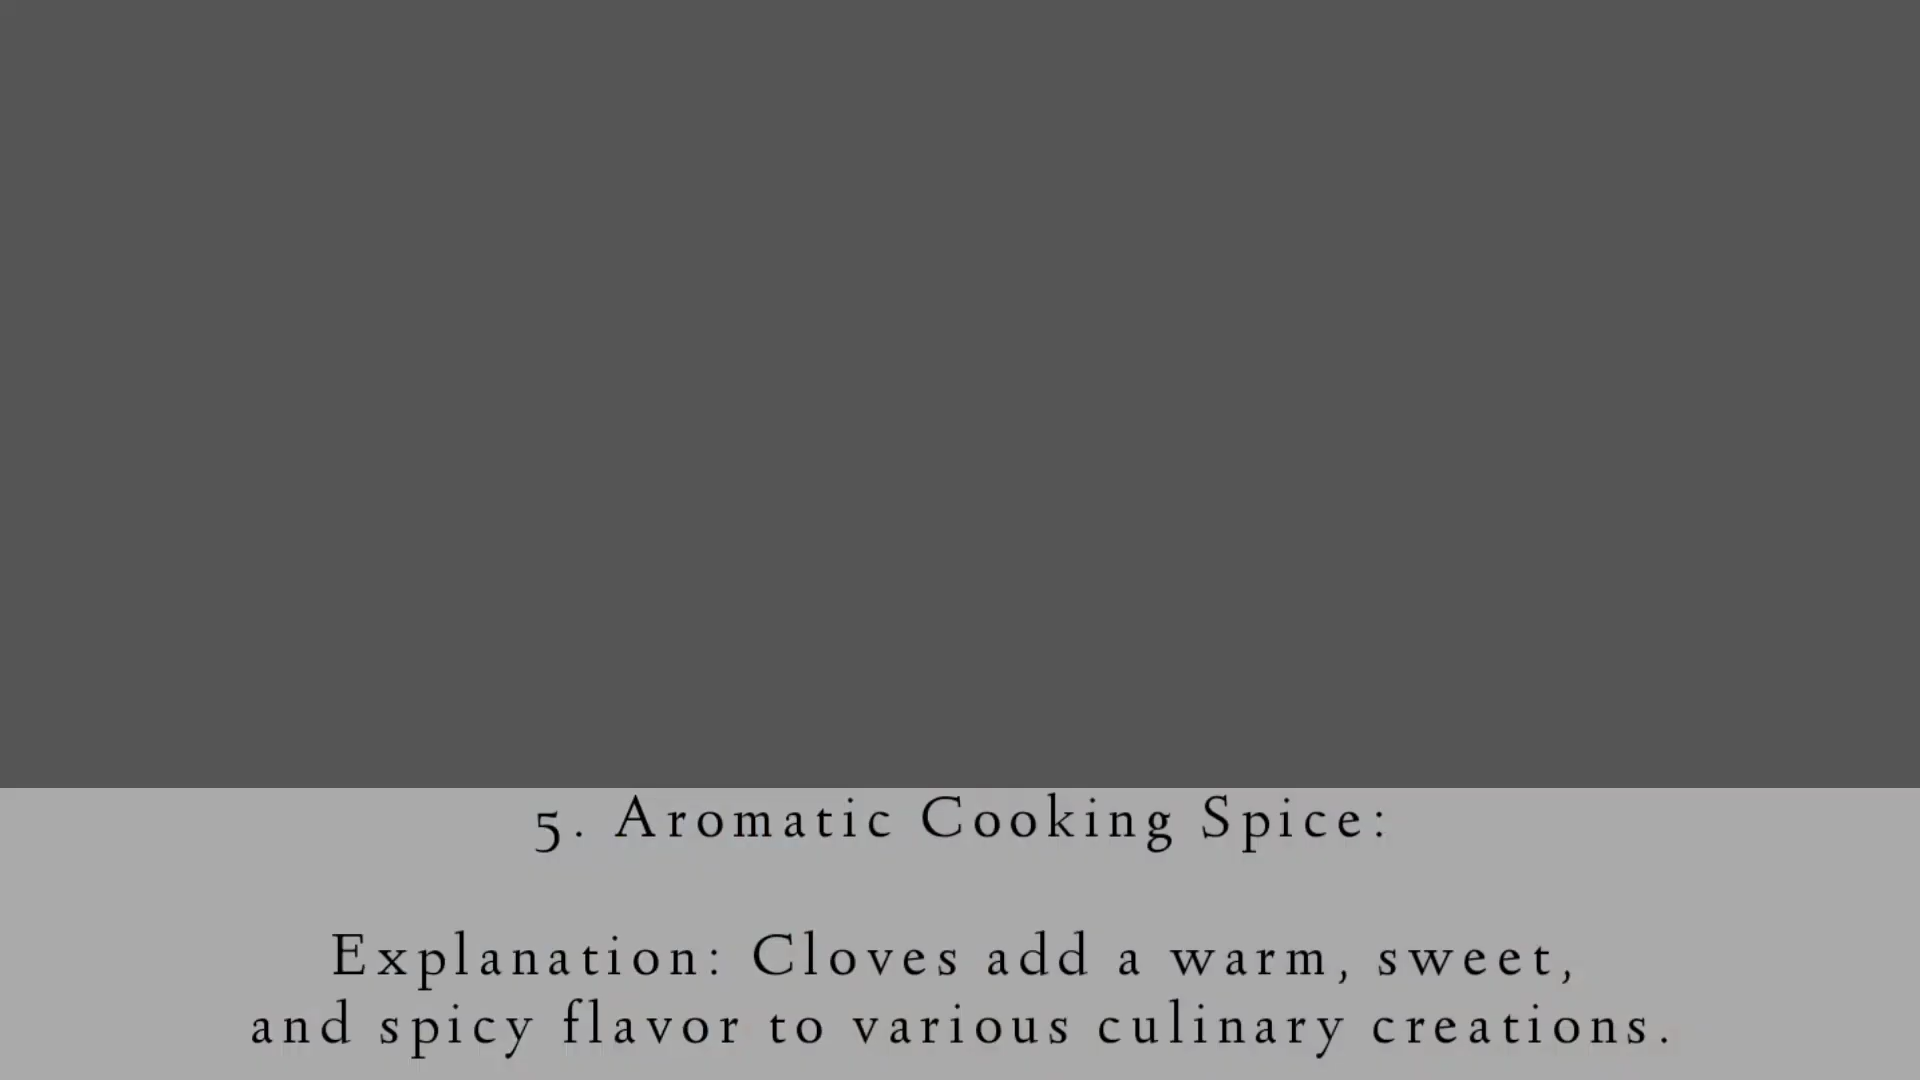 5. Aromatic Cooking Spice:
Explanation: Cloves add a warm, sweet,
and spicy flavor to various culinary creations.